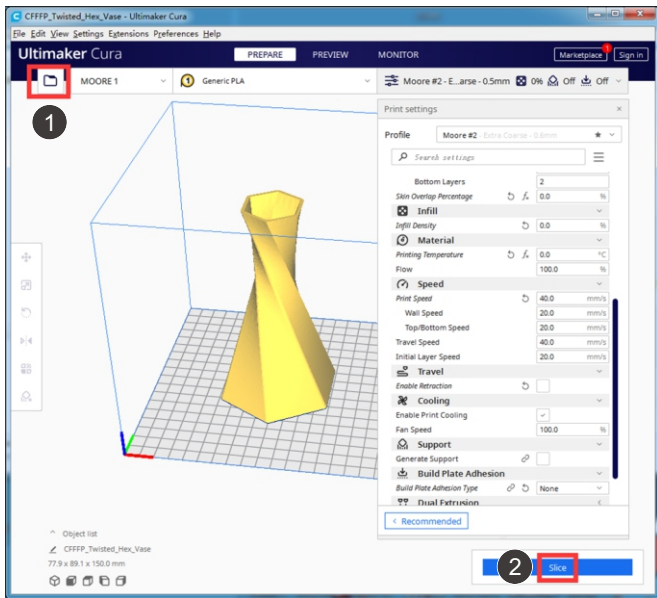 CFFFP_Twisted_Hex_Vase - Ultimaker Cura
File Edit View Settings Extensions Preferences Help
Ultimaker Cura PREPARE PREVIEW MONITOR Marketplace 1 Sign in
MOORE 1 1 Generic PLA Moore #2 - E...arse - 0.5mm 0% Off Off
1
Print settings ×
Profile Moore #2 - Extra Coarse - 0.6mm
Search settings
Bottom Layers 2
Skin Overlap Percentage 0.0 %
Infill
Infill Density 0.0 %
Material
Printing Temperature 0.0 °C
Flow 100.0 %
Speed
Print Speed 40.0 mm/s
Wall Speed 20.0 mm/s
Top/Bottom Speed 20.0 mm/s
Travel Speed 40.0 mm/s
Initial Layer Speed 20.0 mm/s
Travel
Enable Retraction
Cooling
Enable Print Cooling
Fan Speed 100.0 %
Support
Generate Support
Build Plate Adhesion
Build Plate Adhesion Type None
Dual Extrusion
< Recommended
Object list
CFFFP_Twisted_Hex_Vase
77.9 x 89.1 x 150.0 mm
2 Slice